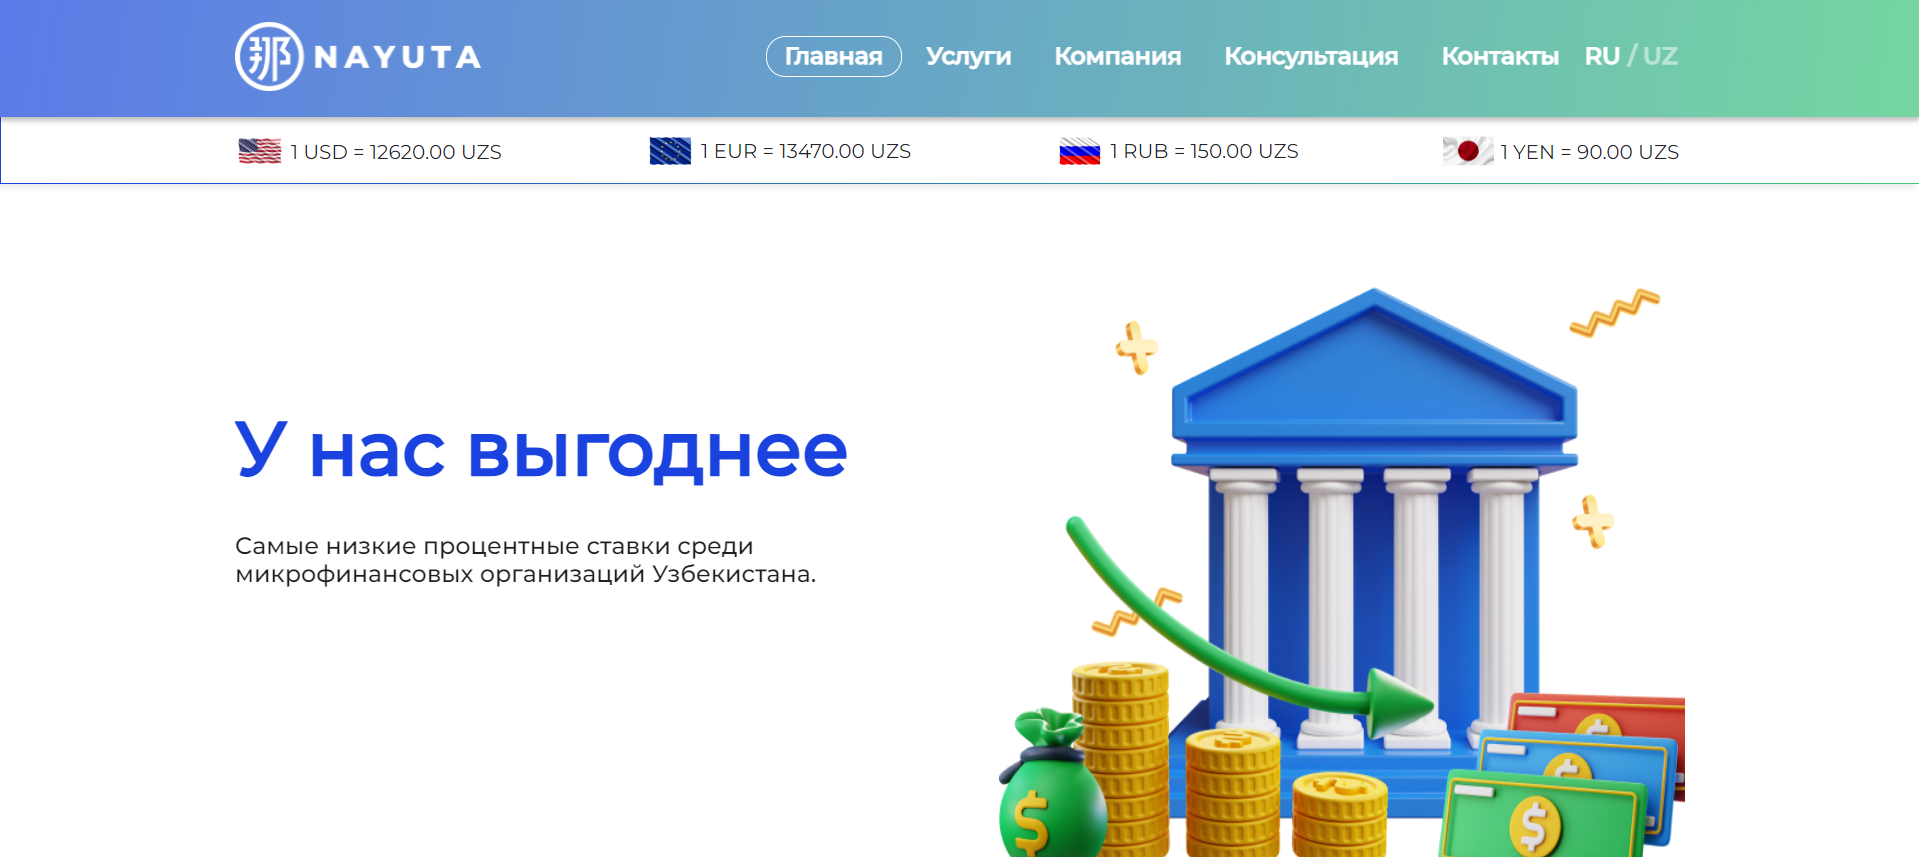 那 NAYUTA
Главная Услуги Компания Консультация Контакты RU / UZ
1 USD = 12620.00 UZS 1 EUR = 13470.00 UZS 1 RUB = 150.00 UZS 1 YEN = 90.00 UZS
У нас выгоднее
Самые низкие процентные ставки среди
микрофинансовых организаций Узбекистана.
$
$
$
$